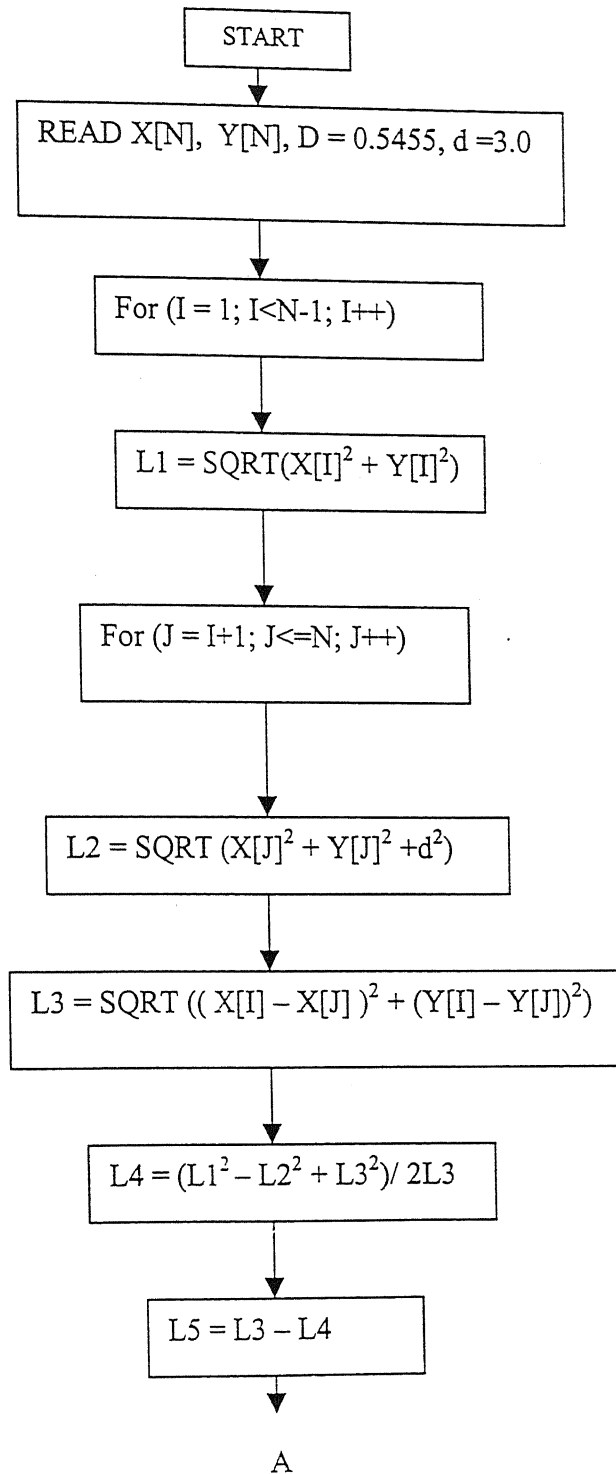 START
READ X[N], Y[N], D = 0.5455, d =3.0
For (I = 1; I<N-1; I++)
L1 = SQRT(X[I]² + Y[I]²)
For (J = I+1; J<=N; J++)
L2 = SQRT (X[J]² + Y[J]² +d²)
L3 = SQRT (( X[I] – X[J] )² + (Y[I] – Y[J])²)
L4 = (L1² – L2² + L3²)/ 2L3
L5 = L3 – L4
A